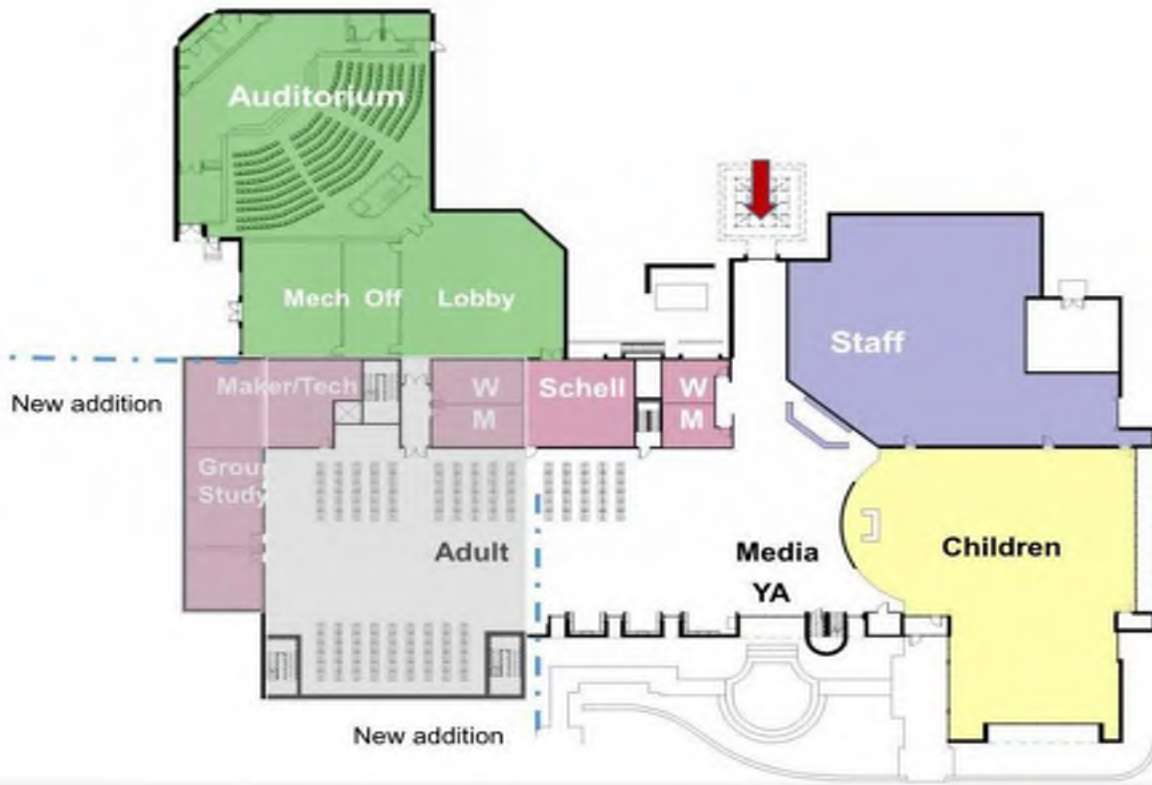 Auditorium
Mech Off Lobby
Staff
New addition
Maker/Tech
W
Schell
W
M
M
Group
Study
Adult
Media
YA
Children
New addition